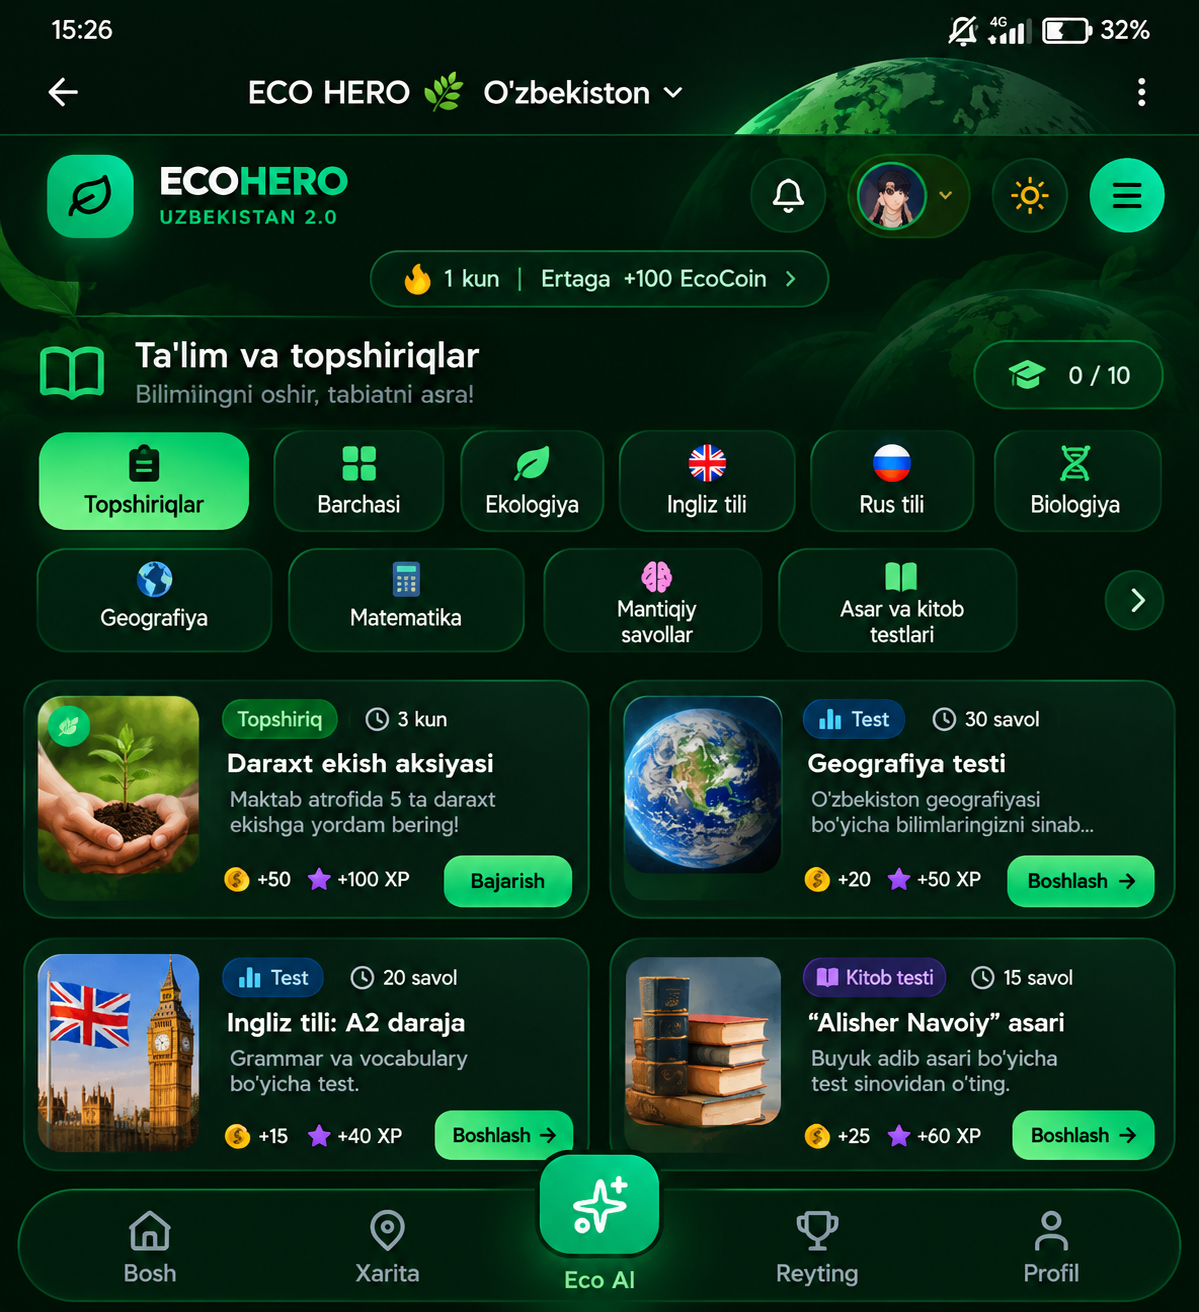 15:26
4G
32%
ECO HERO 🌿 O'zbekiston
ECOHERO
UZBEKISTAN 2.0
1 kun | Ertaga +100 EcoCoin
Ta'lim va topshiriqlar
Bilimiingni oshir, tabiatni asra!
0 / 10
Topshiriqlar
Barchasi
Ekologiya
Ingliz tili
Rus tili
Biologiya
Geografiya
Matematika
Mantiqiy
savollar
Asar va kitob
testlari
Topshiriq
3 kun
Daraxt ekish aksiyasi
Maktab atrofida 5 ta daraxt
ekishga yordam bering!
+50
+100 XP
Bajarish
Test
30 savol
Geografiya testi
O'zbekiston geografiyasi
bo'yicha bilimlaringizni sinab...
+20
+50 XP
Boshlash →
Test
20 savol
Ingliz tili: A2 daraja
Grammar va vocabulary
bo'yicha test.
+15
+40 XP
Boshlash →
Kitob testi
15 savol
“Alisher Navoiy” asari
Buyuk adib asari bo'yicha
test sinovidan o'ting.
+25
+60 XP
Boshlash →
Bosh
Xarita
Eco AI
Reyting
Profil